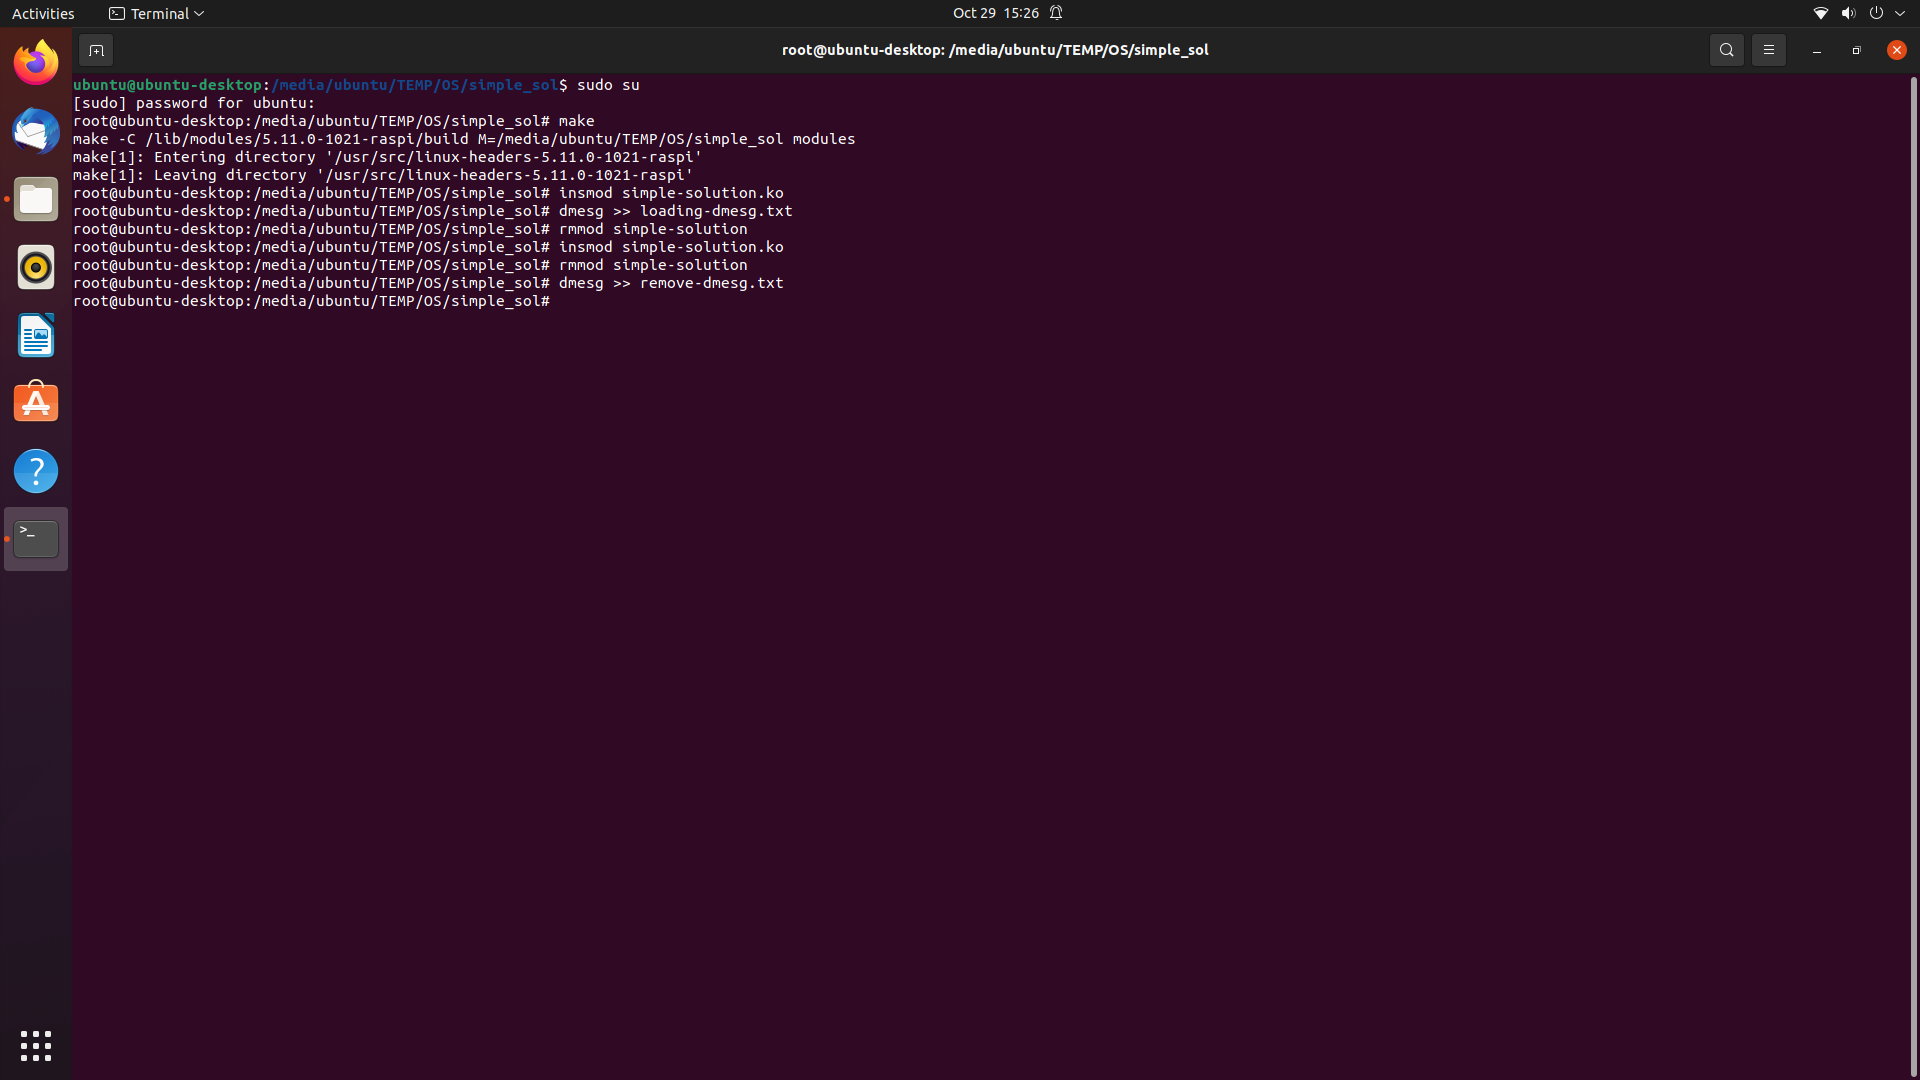 Activities
Terminal
Oct 29 15:26
root@ubuntu-desktop: /media/ubuntu/TEMP/OS/simple_sol
ubuntu@ubuntu-desktop:/media/ubuntu/TEMP/OS/simple_sol$ sudo su
[sudo] password for ubuntu:
root@ubuntu-desktop:/media/ubuntu/TEMP/OS/simple_sol# make
make -C /lib/modules/5.11.0-1021-raspi/build M=/media/ubuntu/TEMP/OS/simple_sol modules
make[1]: Entering directory '/usr/src/linux-headers-5.11.0-1021-raspi'
make[1]: Leaving directory '/usr/src/linux-headers-5.11.0-1021-raspi'
root@ubuntu-desktop:/media/ubuntu/TEMP/OS/simple_sol# insmod simple-solution.ko
root@ubuntu-desktop:/media/ubuntu/TEMP/OS/simple_sol# dmesg >> loading-dmesg.txt
root@ubuntu-desktop:/media/ubuntu/TEMP/OS/simple_sol# rmmod simple-solution
root@ubuntu-desktop:/media/ubuntu/TEMP/OS/simple_sol# insmod simple-solution.ko
root@ubuntu-desktop:/media/ubuntu/TEMP/OS/simple_sol# rmmod simple-solution
root@ubuntu-desktop:/media/ubuntu/TEMP/OS/simple_sol# dmesg >> remove-dmesg.txt
root@ubuntu-desktop:/media/ubuntu/TEMP/OS/simple_sol#